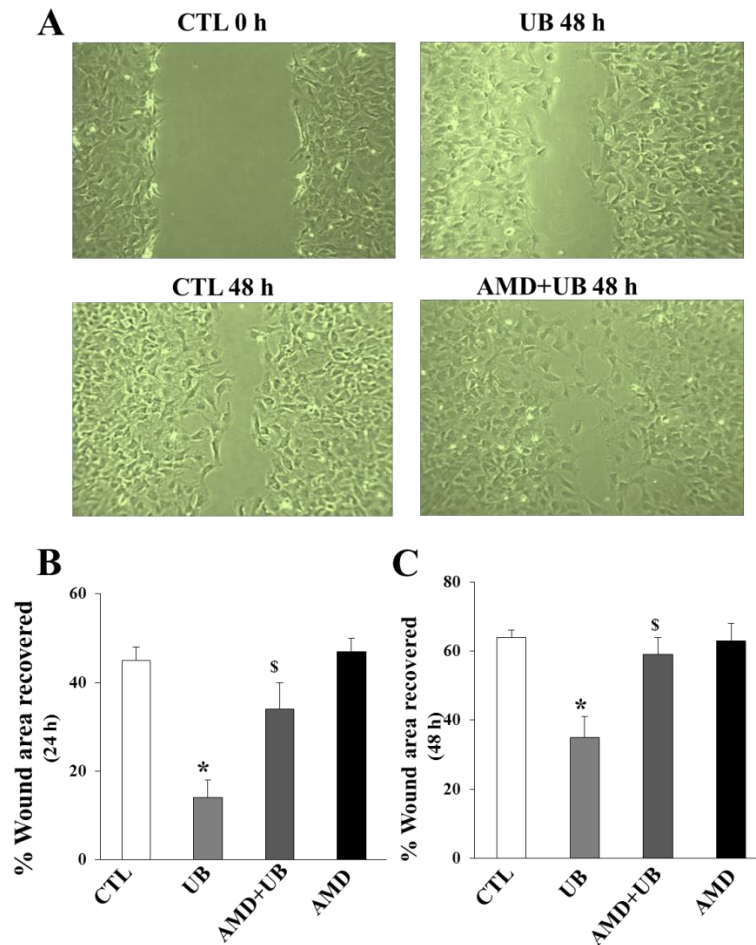 A
CTL 0 h
UB 48 h
CTL 48 h
AMD+UB 48 h
B
% Wound area recovered
(24 h)
60
40
20
0
*
$
CTL
UB
AMD+UB
AMD
C
% Wound area recovered
(48 h)
80
60
40
20
0
*
$
CTL
UB
AMD+UB
AMD